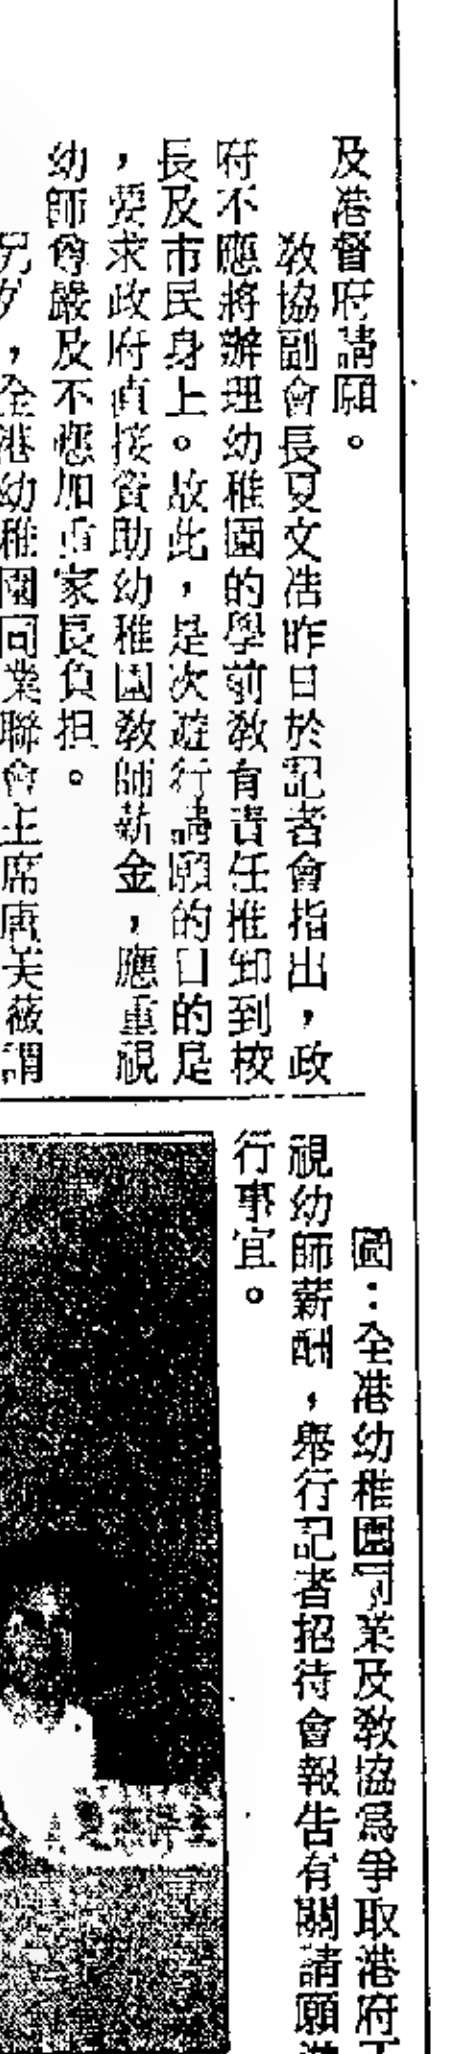 及港督府請願。
教協副會長夏文浩昨日於記者會指出，政
府不應將辦理幼稚園的學前教育責任推卸到校
長及市民身上。故此，是次遊行請願的目的是
，要求政府直接資助幼稚園教師薪金，應重視
幼師尊嚴及不應加重家長負担。
另外，全港幼稚園同業聯會主席唐美薇謂
圖：全港幼稚園同業及教協爲爭取港府
視幼師薪酬，舉行記者招待會報告有關請願
行事宜。